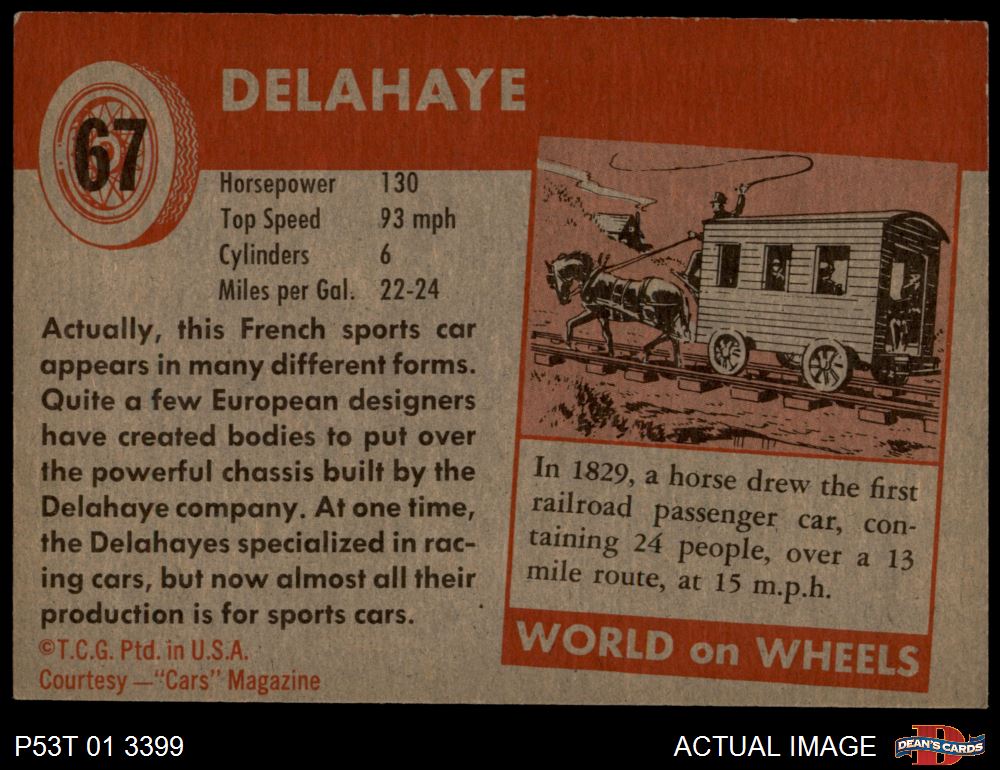 67
DELAHAYE
Horsepower 130
Top Speed 93 mph
Cylinders 6
Miles per Gal. 22-24
Actually, this French sports car
appears in many different forms.
Quite a few European designers
have created bodies to put over
the powerful chassis built by the
Delahaye company. At one time,
the Delahayes specialized in rac-
ing cars, but now almost all their
production is for sports cars.
©T.C.G. Ptd. in U.S.A.
Courtesy —"Cars" Magazine
In 1829, a horse drew the first
railroad passenger car, con-
taining 24 people, over a 13
mile route, at 15 m.p.h.
WORLD on WHEELS
P53T 01 3399
ACTUAL IMAGE
D
DEAN'S CARDS